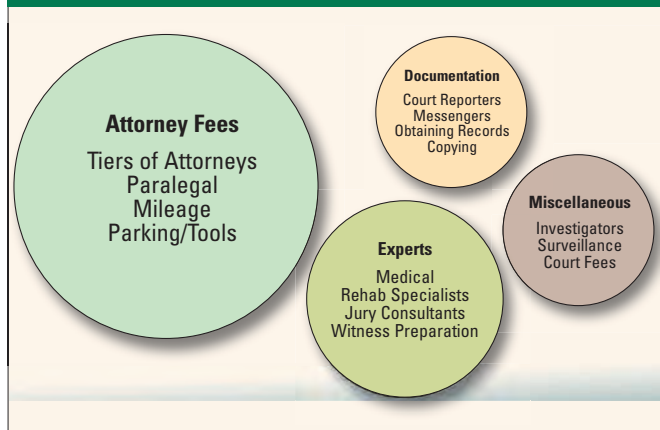 Attorney Fees
Tiers of Attorneys
Paralegal
Mileage
Parking/Tools
Documentation
Court Reporters
Messengers
Obtaining Records
Copying
Experts
Medical
Rehab Specialists
Jury Consultants
Witness Preparation
Miscellaneous
Investigators
Surveillance
Court Fees